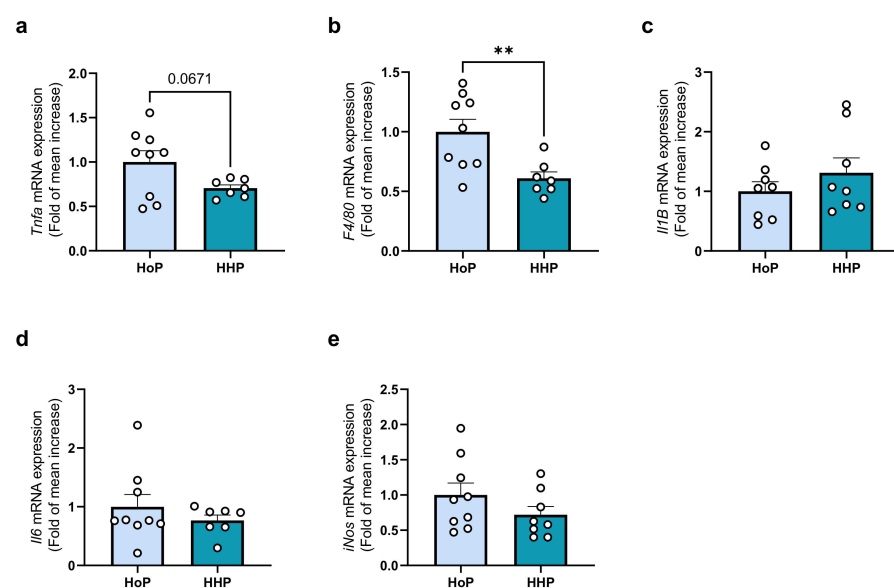 a
Tnfa mRNA expression
(Fold of mean increase)
2.0
1.5
1.0
0.5
0.0
0.0671
HoP HHP
b
F4/80 mRNA expression
(Fold of mean increase)
1.5
1.0
0.5
0.0
**
HoP HHP
c
Il1B mRNA expression
(Fold of mean increase)
3
2
1
0
HoP HHP
d
Il6 mRNA expression
(Fold of mean increase)
3
2
1
0
HoP HHP
e
iNos mRNA expression
(Fold of mean increase)
2.5
2.0
1.5
1.0
0.5
0.0
HoP HHP